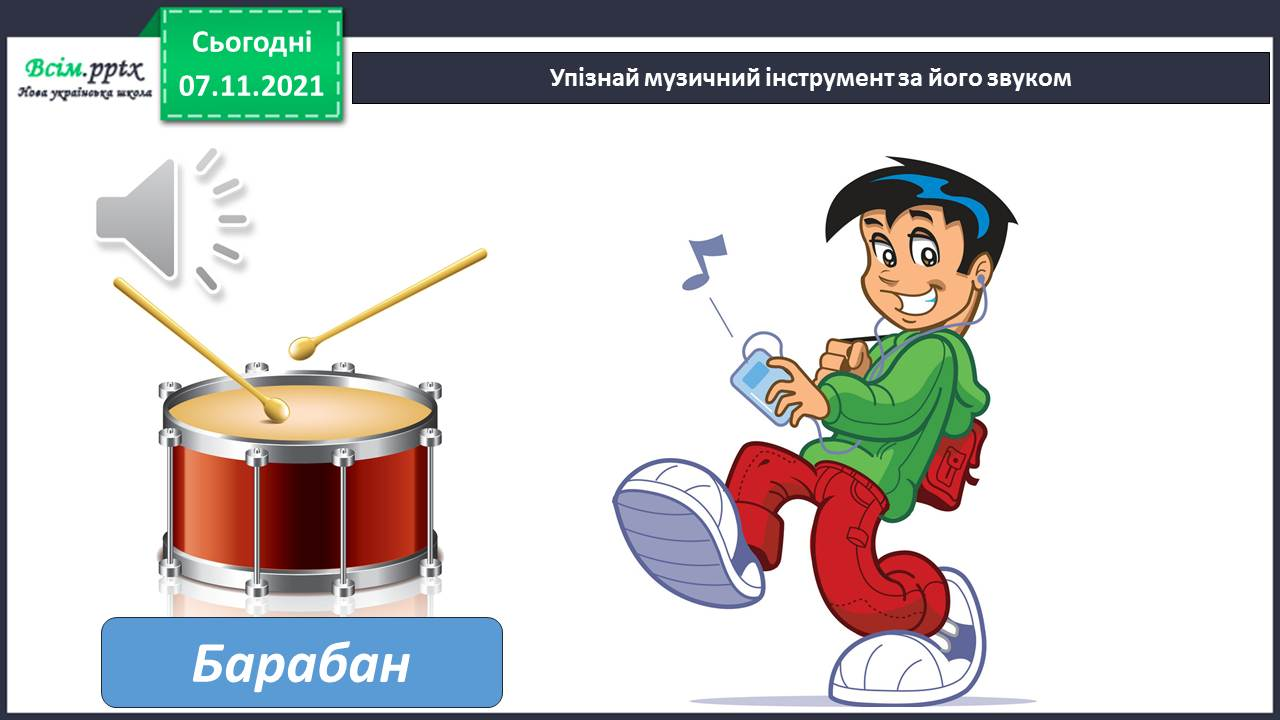 Всім.pptx
Нова українська школа
Сьогодні
07.11.2021
Упізнай музичний інструмент за його звуком
Барабан